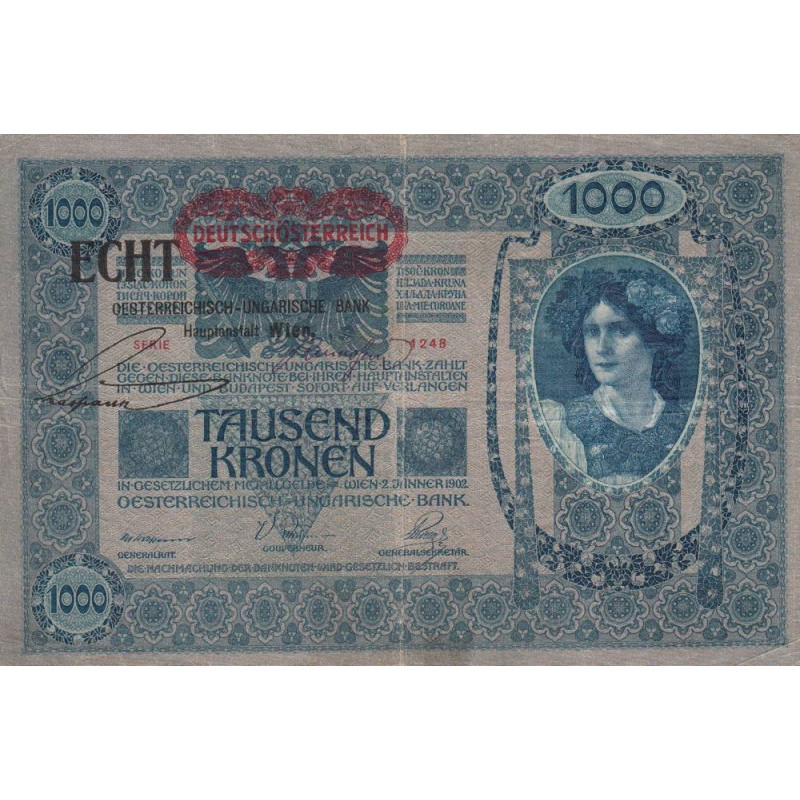 1000
1000
DEUTSCHÖSTERREICH
ECHT
OESTERREICHISCH-UNGARISCHE BANK
Hauptanstalt Wien.
SERIE 1248
DIE·OESTERREICHISCH-UNGARISCHE·BANK·ZAHLT
GEGEN·DIESE·BANKNOTE·BEI·IHREN·HAUPTANSTALTEN
IN·WIEN·UND·BUDAPEST·SOFORT·AUF·VERLANGEN
TAUSEND
KRONEN
IN·GESETZLICHEM·METALLGELDE·WIEN·2.JÄNNER 1902
OESTERREICHISCH-UNGARISCHE·BANK·
GENERALRAT. GOUVERNEUR. GENERALSEKRETÄR.
DIE·NACHMACHUNG·DER·BANKNOTEN·WIRD·GESETZLICH·BESTRAFT.
1000